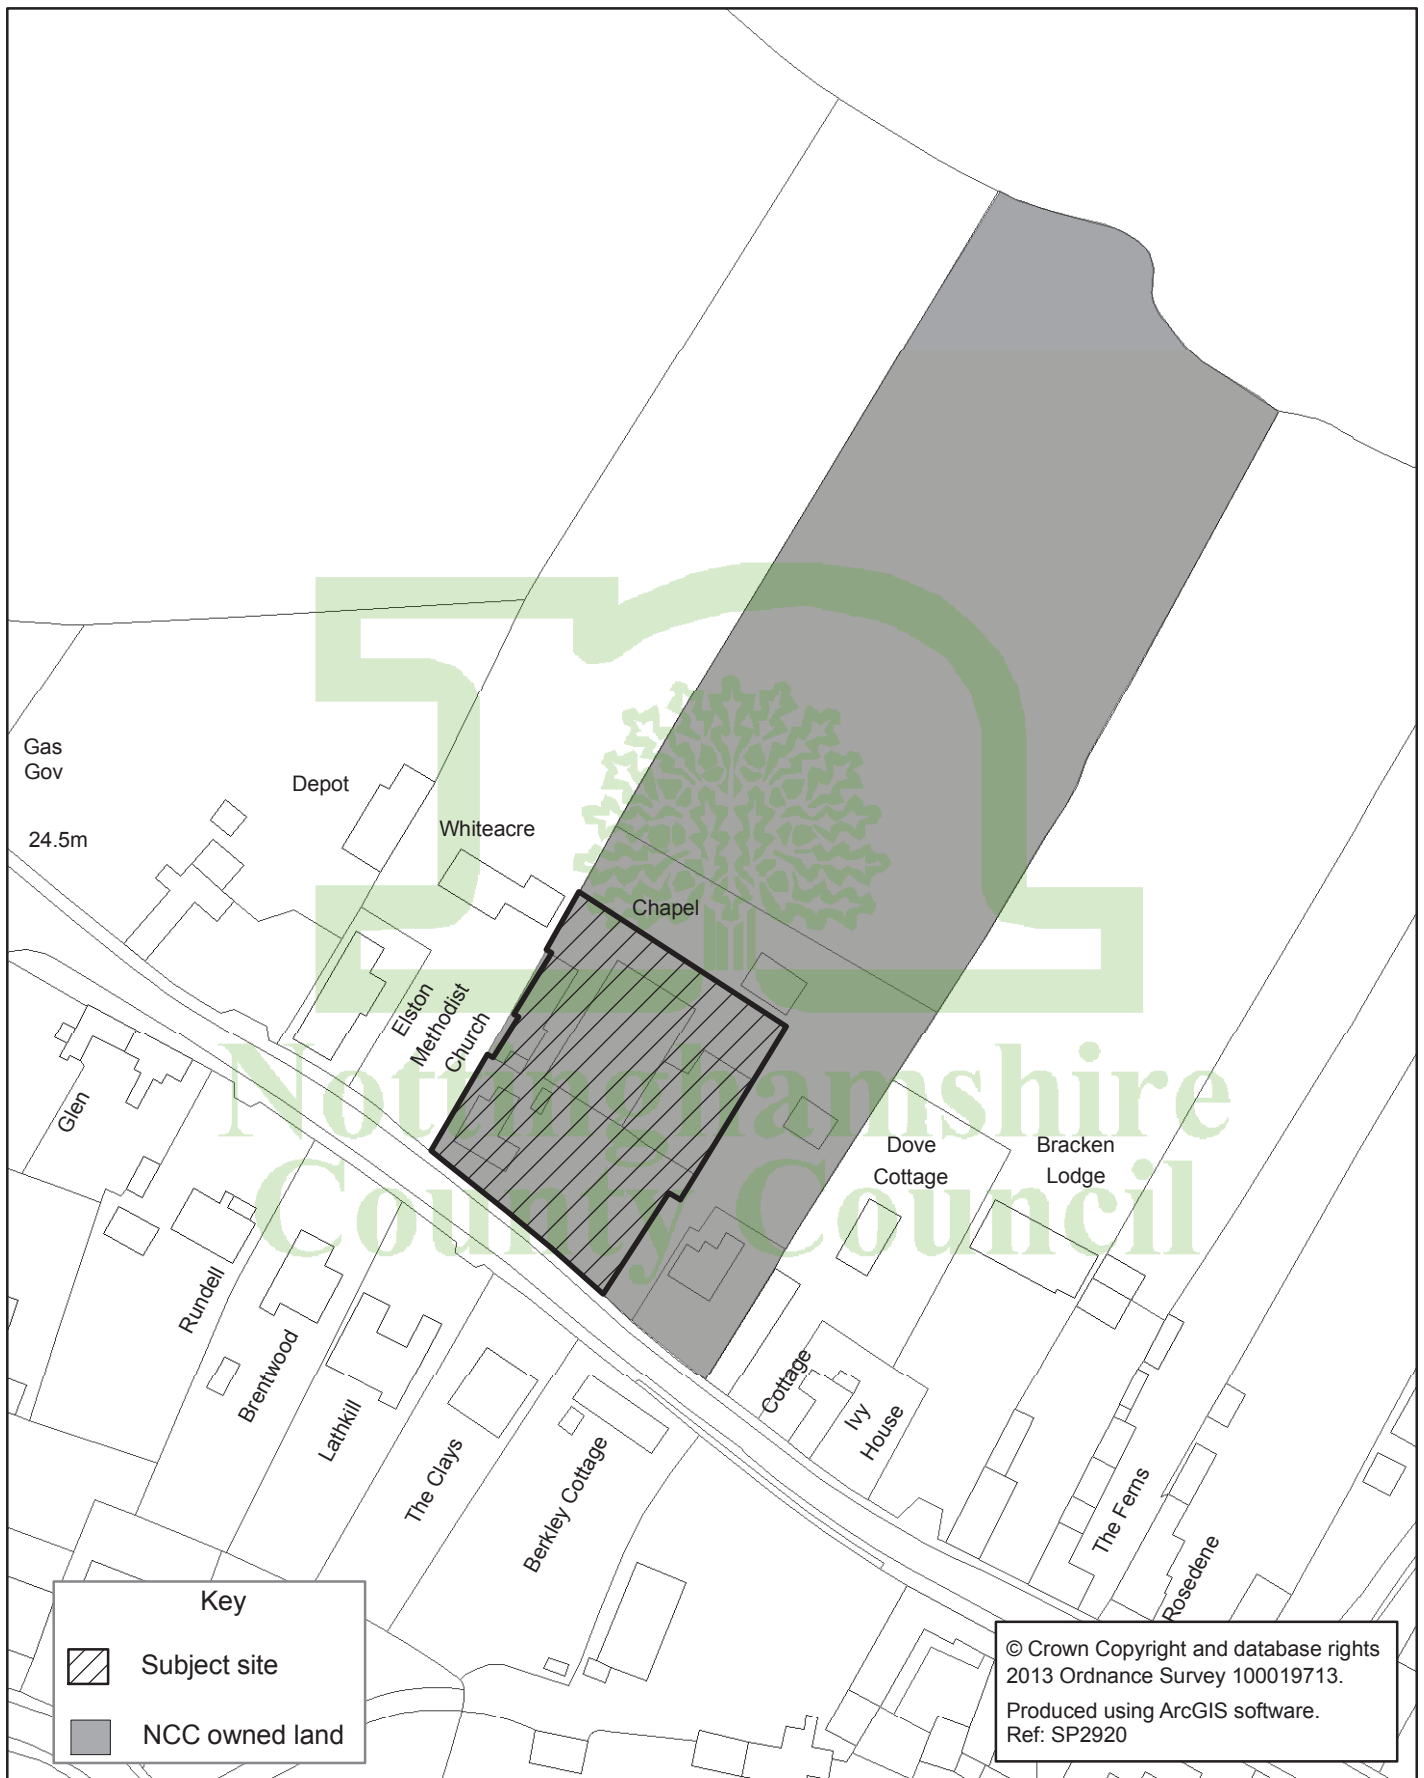 Gas
Gov
Depot
24.5m
Whiteacre
Chapel
Elston
Methodist
Church
Nottinghamshire
County Council
Glen
Dove
Cottage
Bracken
Lodge
Rundell
Brentwood
Lathkill
The Clays
Berkley Cottage
Cottage
Ivy
House
The Ferns
Rosedene
Key
Subject site
NCC owned land
© Crown Copyright and database rights
2013 Ordnance Survey 100019713.
Produced using ArcGIS software.
Ref: SP2920